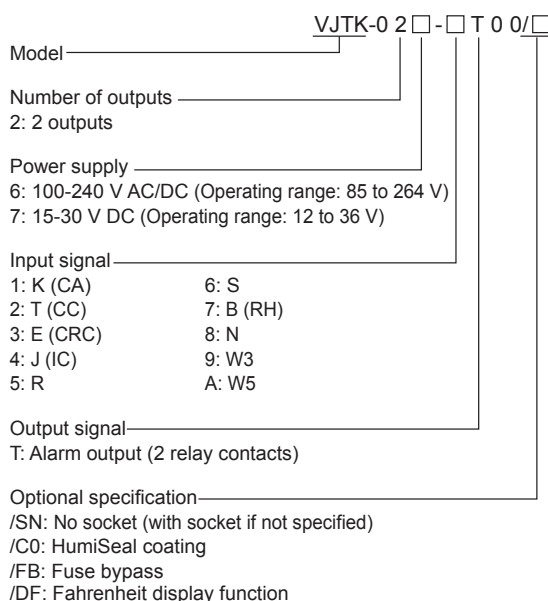 VJTK-0 2 □ - □ T 0 0/□
Model
Number of outputs
2: 2 outputs
Power supply
6: 100-240 V AC/DC (Operating range: 85 to 264 V)
7: 15-30 V DC (Operating range: 12 to 36 V)
Input signal
1: K (CA) 6: S
2: T (CC) 7: B (RH)
3: E (CRC) 8: N
4: J (IC) 9: W3
5: R A: W5
Output signal
T: Alarm output (2 relay contacts)
Optional specification
/SN: No socket (with socket if not specified)
/C0: HumiSeal coating
/FB: Fuse bypass
/DF: Fahrenheit display function